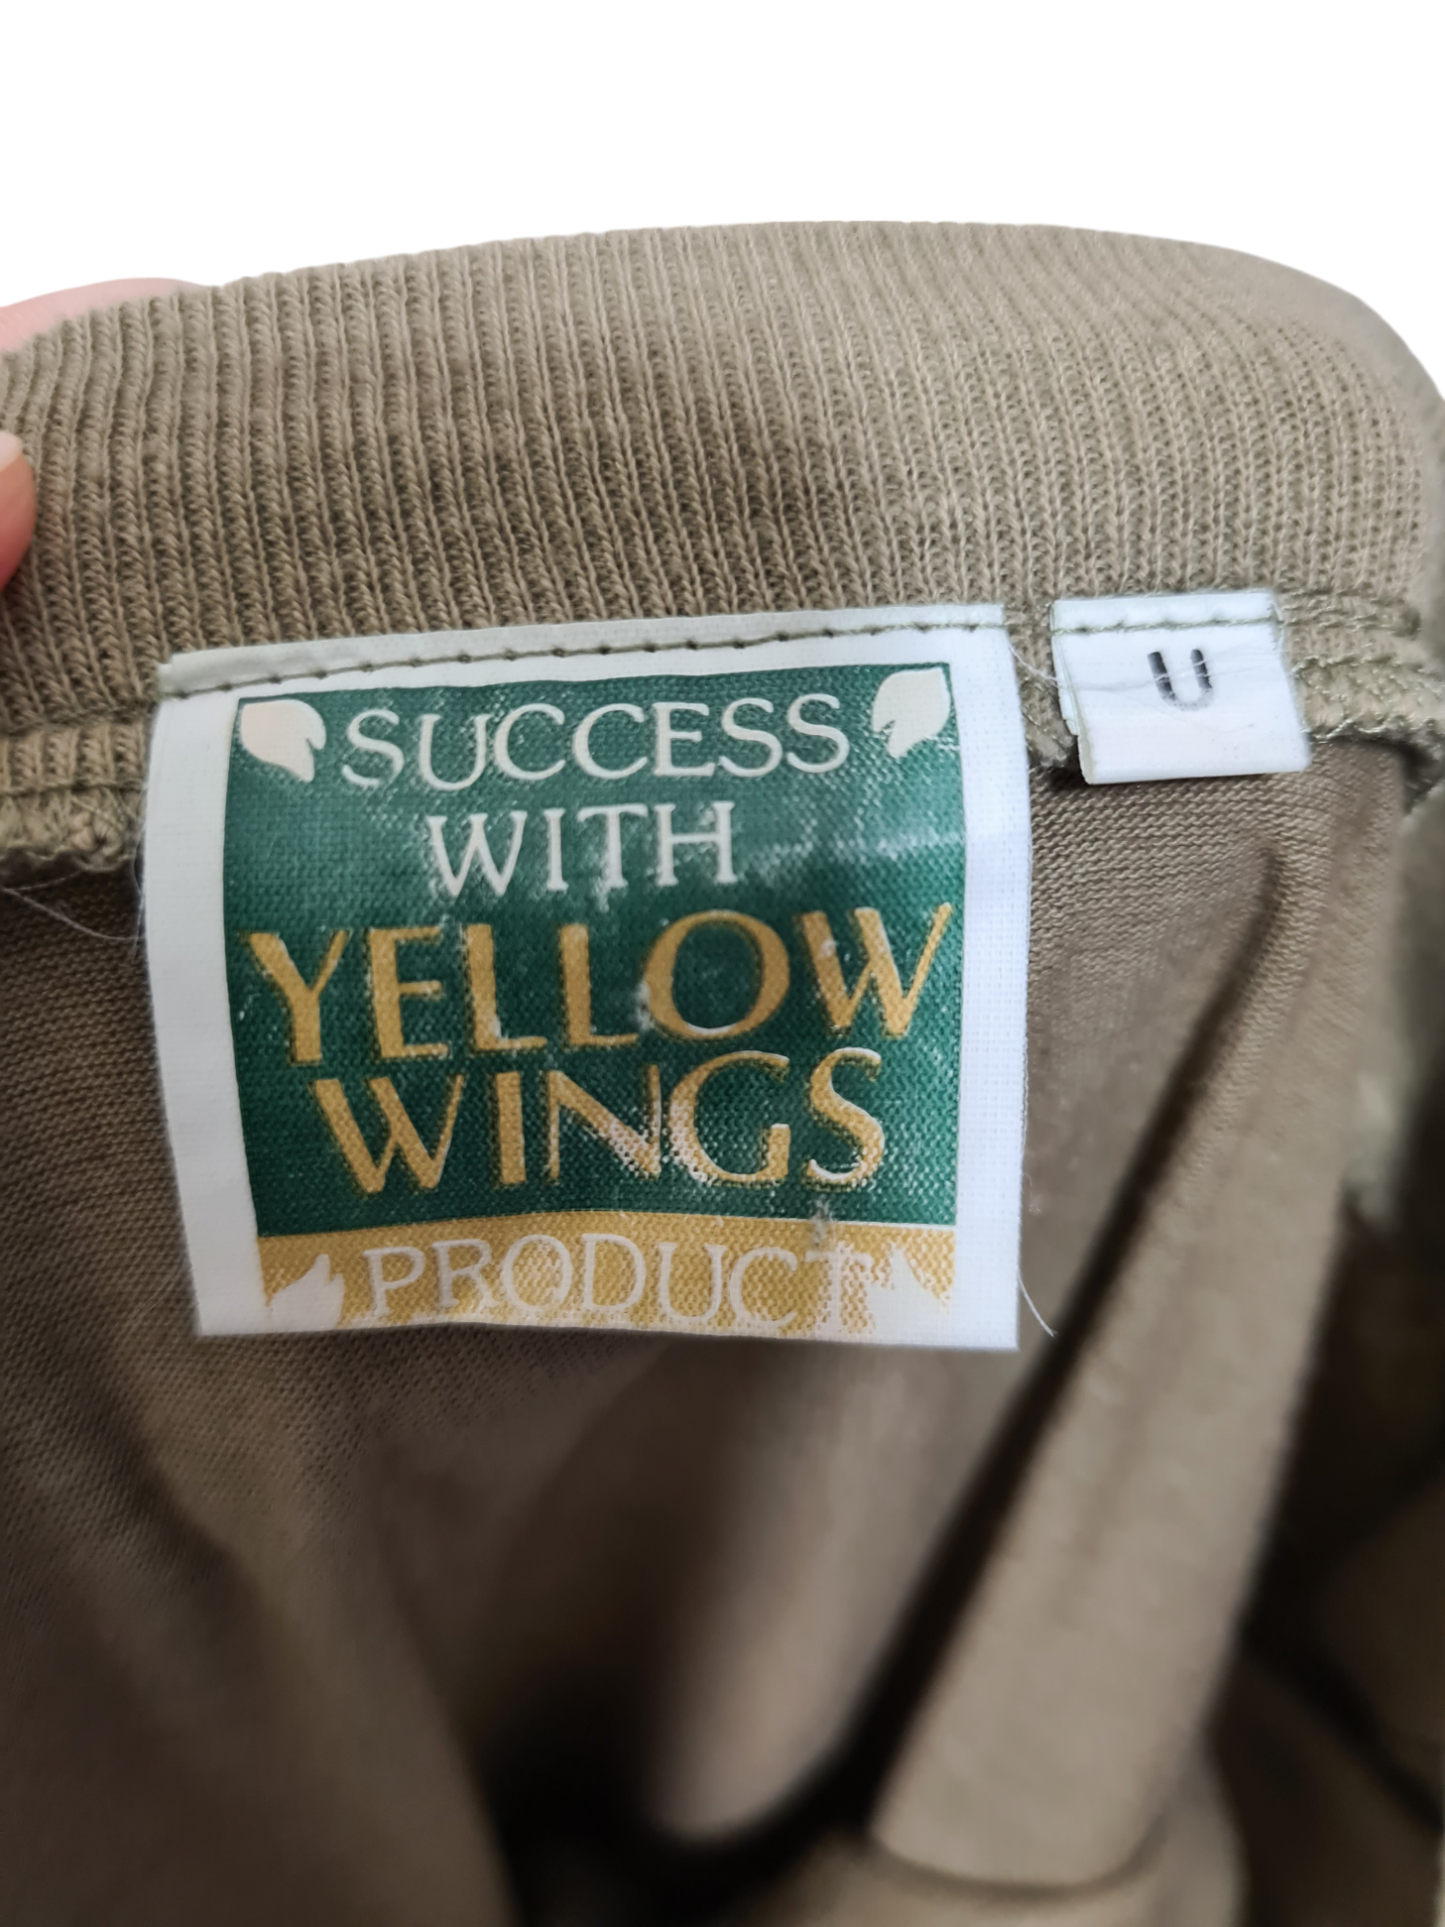 SUCCESS
WITH
YELLOW
WINGS
PRODUCT
U